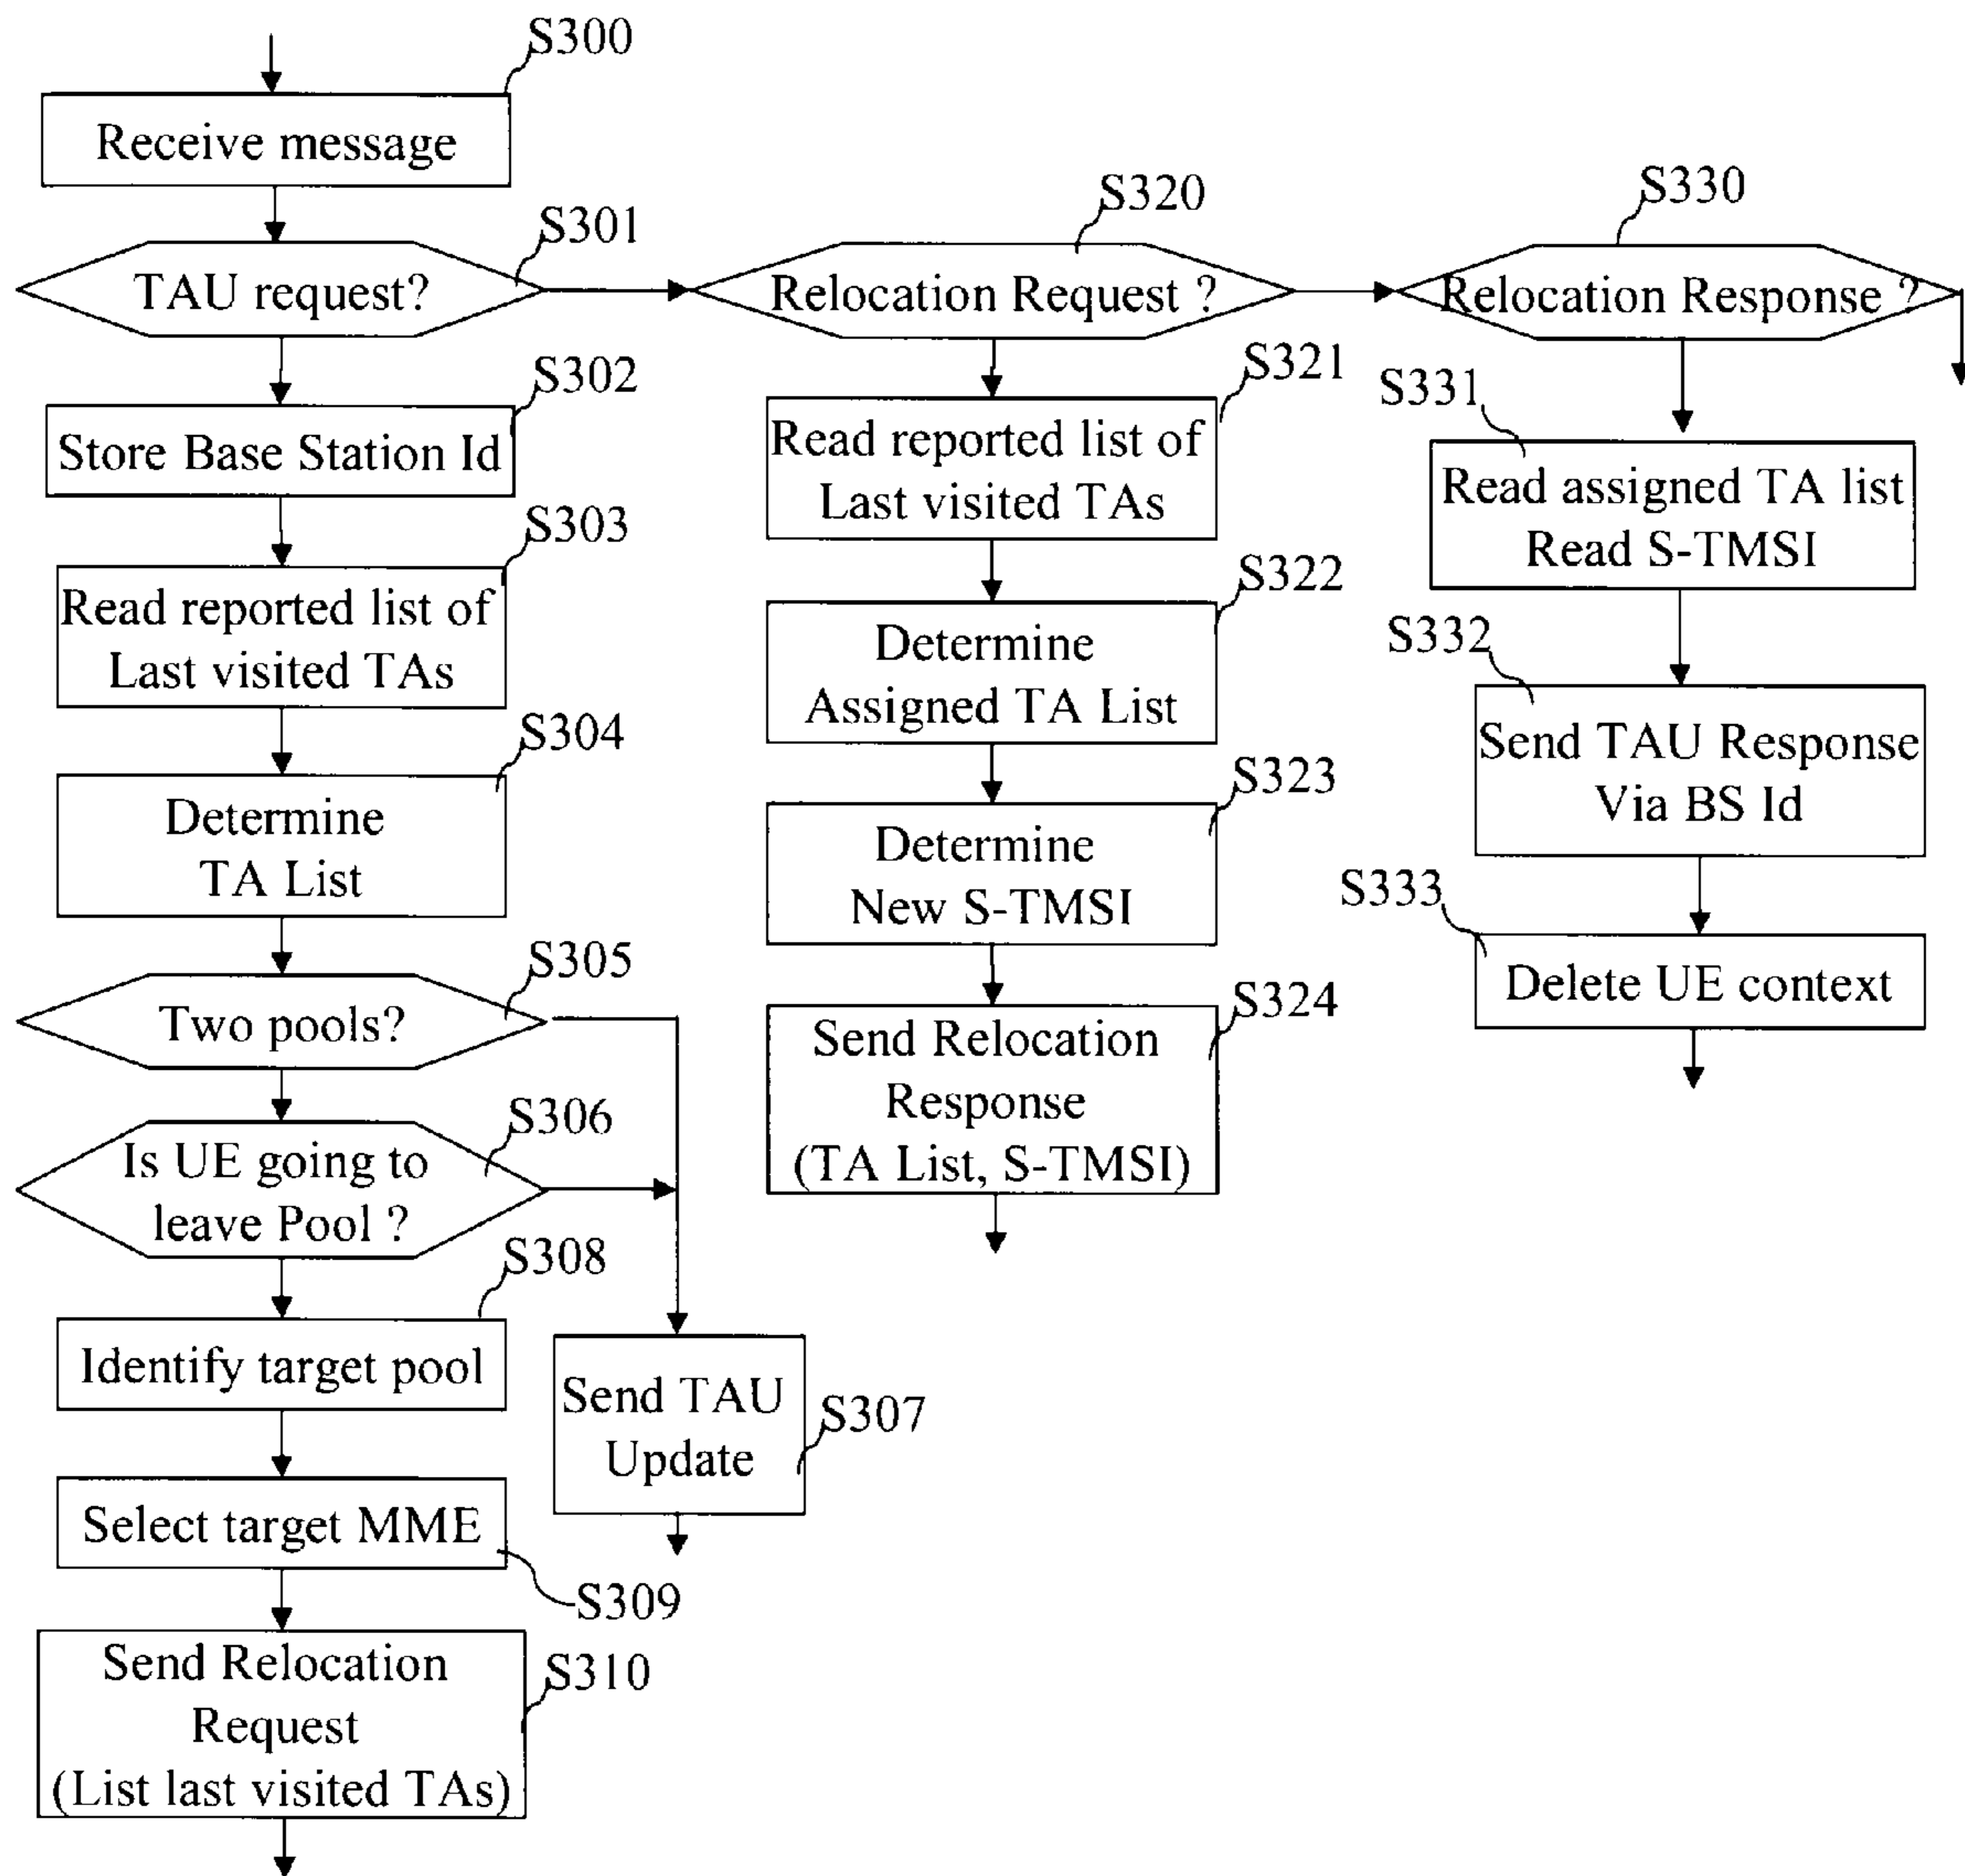 S300
Receive message
S301
TAU request?
S320
Relocation Request ?
S330
Relocation Response ?
S302
Store Base Station Id
S303
Read reported list of
Last visited TAs
S304
Determine
TA List
S305
Two pools?
S306
Is UE going to
leave Pool ?
S308
Identify target pool
Select target MME
S309
Send Relocation
Request
(List last visited TAs)
S310
Send TAU
Update
S307
S321
Read reported list of
Last visited TAs
S322
Determine
Assigned TA List
S323
Determine
New S-TMSI
S324
Send Relocation
Response
(TA List, S-TMSI)
S331
Read assigned TA list
Read S-TMSI
S332
Send TAU Response
Via BS Id
S333
Delete UE context